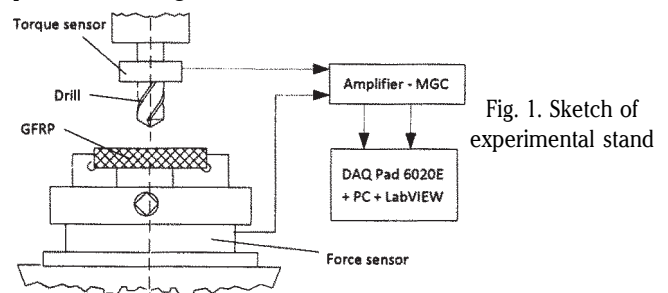 Torque sensor
Drill
GFRP
Amplifier - MGC
DAQ Pad 6020E
+ PC + LabVIEW
Force sensor
Fig. 1. Sketch of
experimental stand